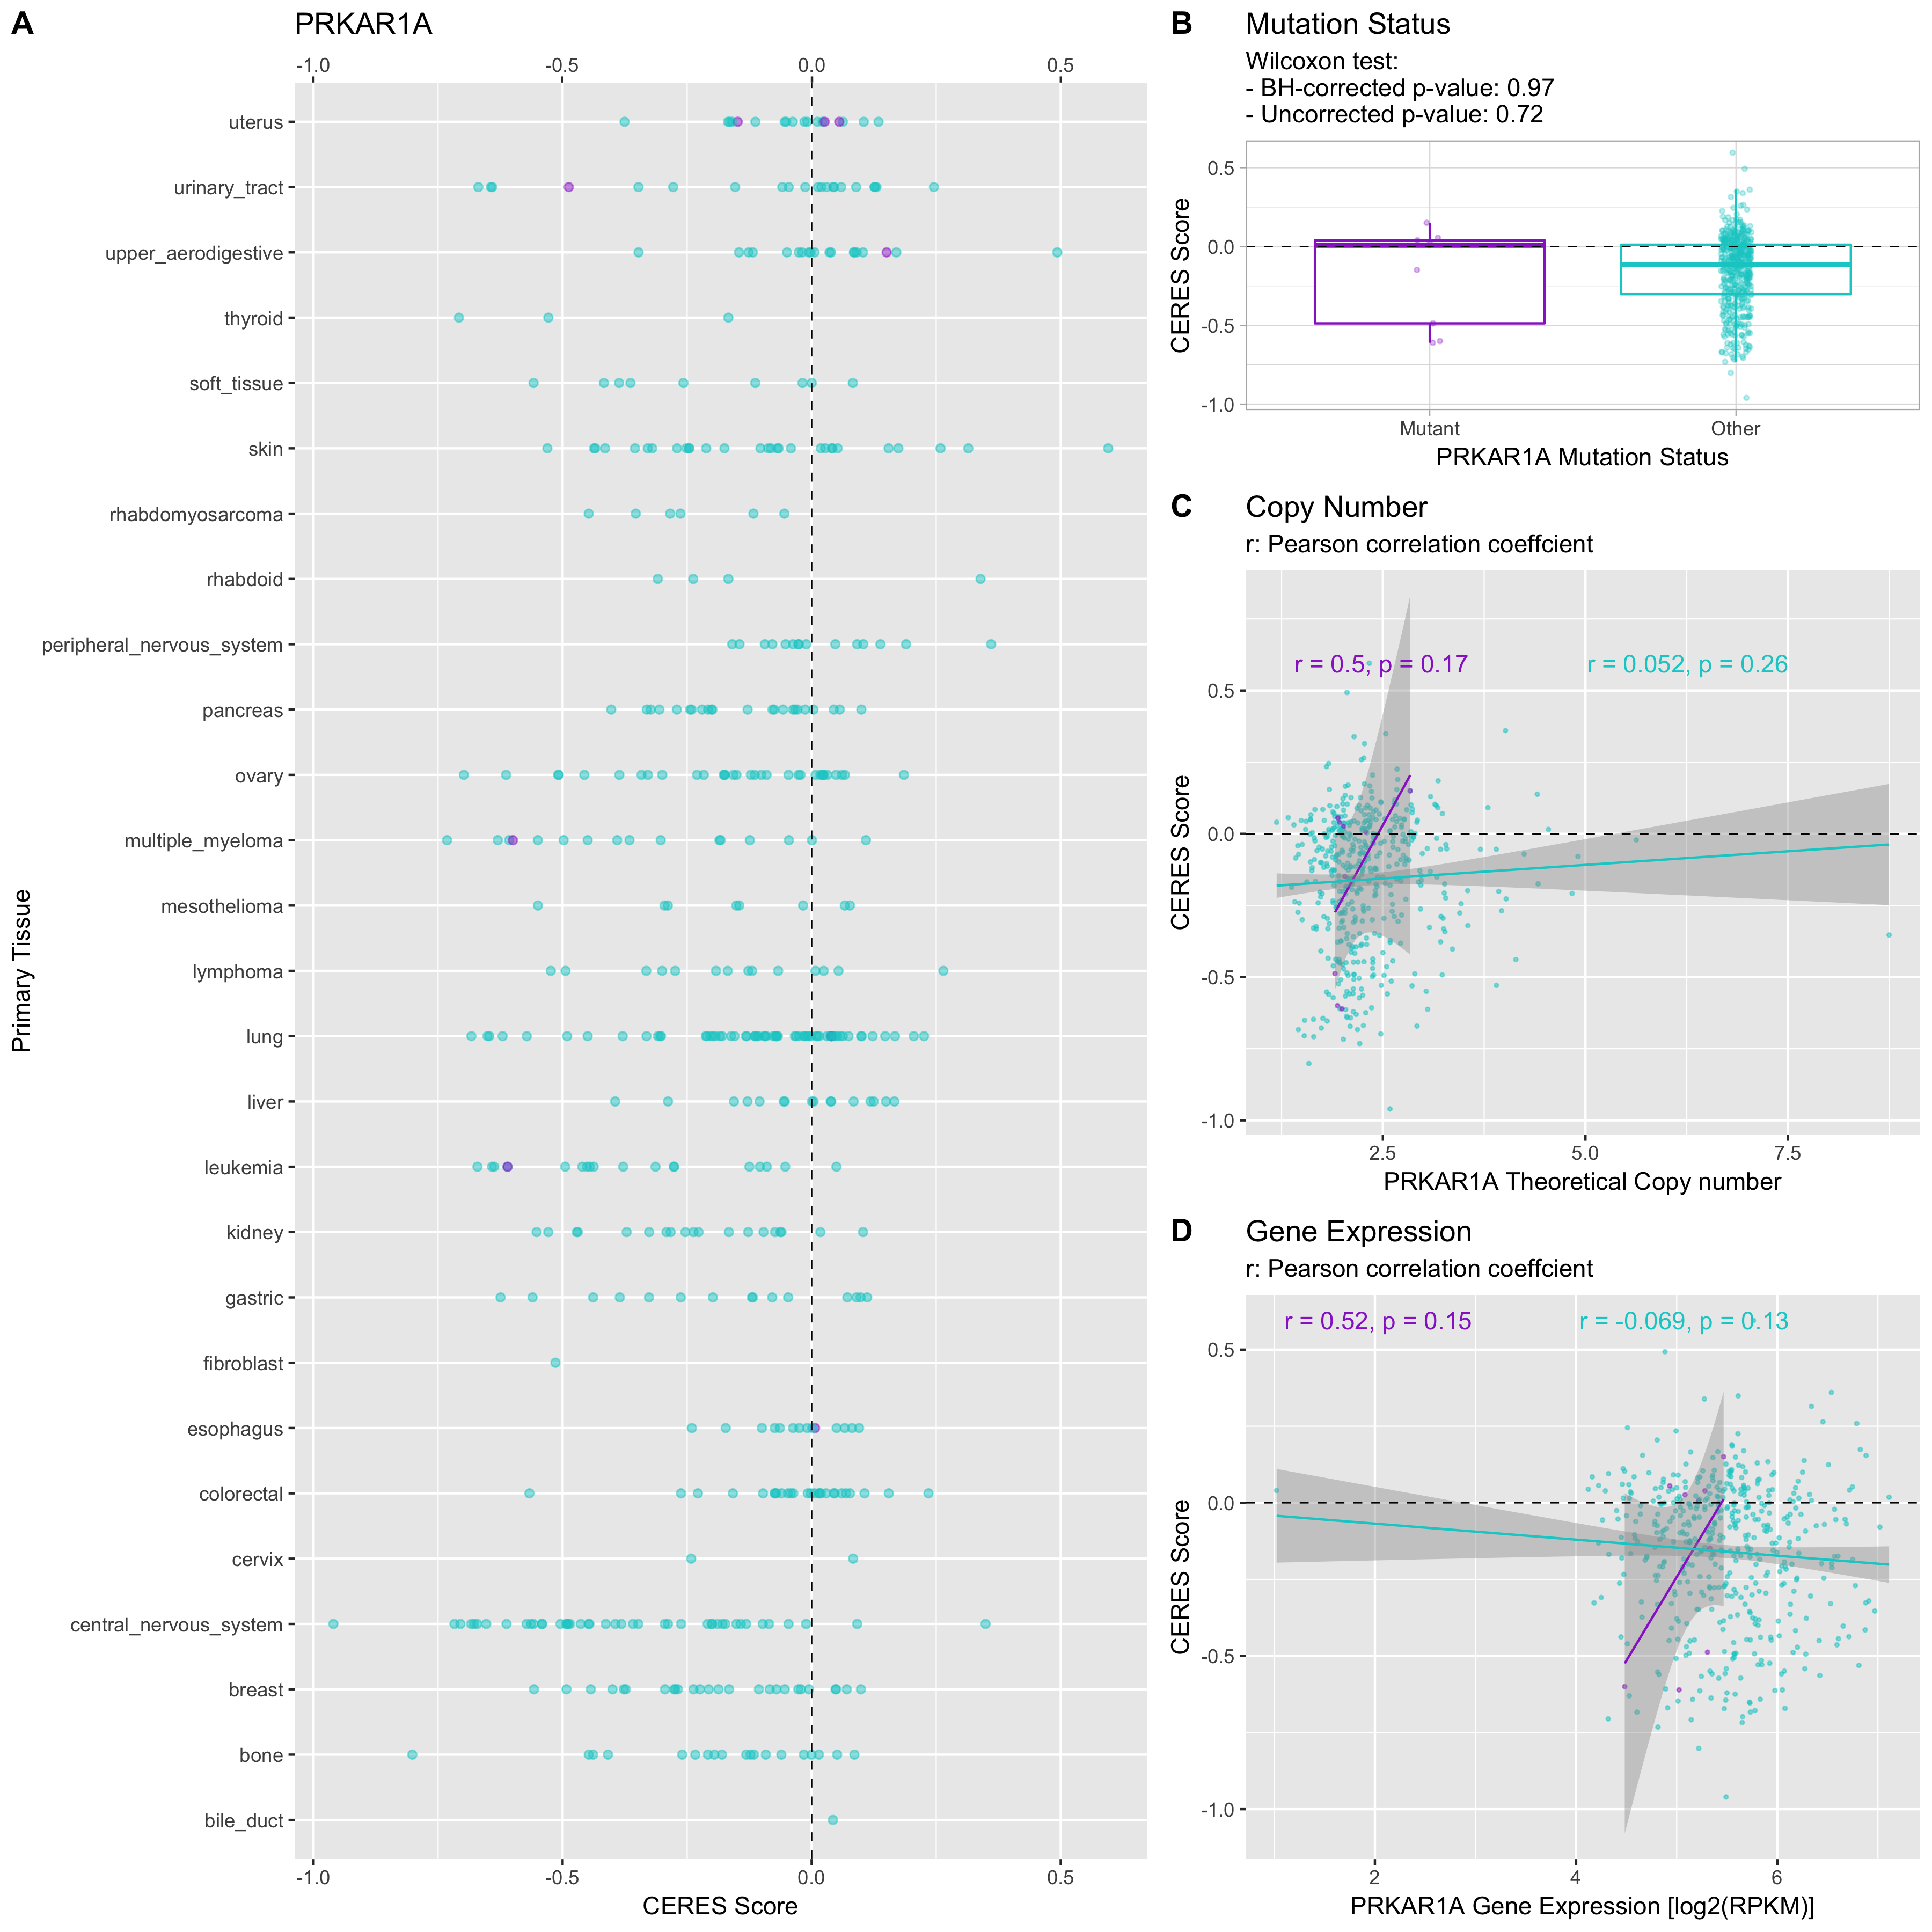 A
PRKAR1A
-1.0 -0.5 0.0 0.5
Primary Tissue
uterus
urinary_tract
upper_aerodigestive
thyroid
soft_tissue
skin
rhabdomyosarcoma
rhabdoid
peripheral_nervous_system
pancreas
ovary
multiple_myeloma
mesothelioma
lymphoma
lung
liver
leukemia
kidney
gastric
fibroblast
esophagus
colorectal
cervix
central_nervous_system
breast
bone
bile_duct
-1.0 -0.5 0.0 0.5
CERES Score
B
Mutation Status
Wilcoxon test:
- BH-corrected p-value: 0.97
- Uncorrected p-value: 0.72
CERES Score
0.5
0.0
-0.5
-1.0
Mutant Other
PRKAR1A Mutation Status
C
Copy Number
r: Pearson correlation coeffcient
r = 0.5, p = 0.17 r = 0.052, p = 0.26
CERES Score
0.5
0.0
-0.5
-1.0
2.5 5.0 7.5
PRKAR1A Theoretical Copy number
D
Gene Expression
r: Pearson correlation coeffcient
r = 0.52, p = 0.15 r = -0.069, p = 0.13
CERES Score
0.5
0.0
-0.5
-1.0
2 4 6
PRKAR1A Gene Expression [log2(RPKM)]